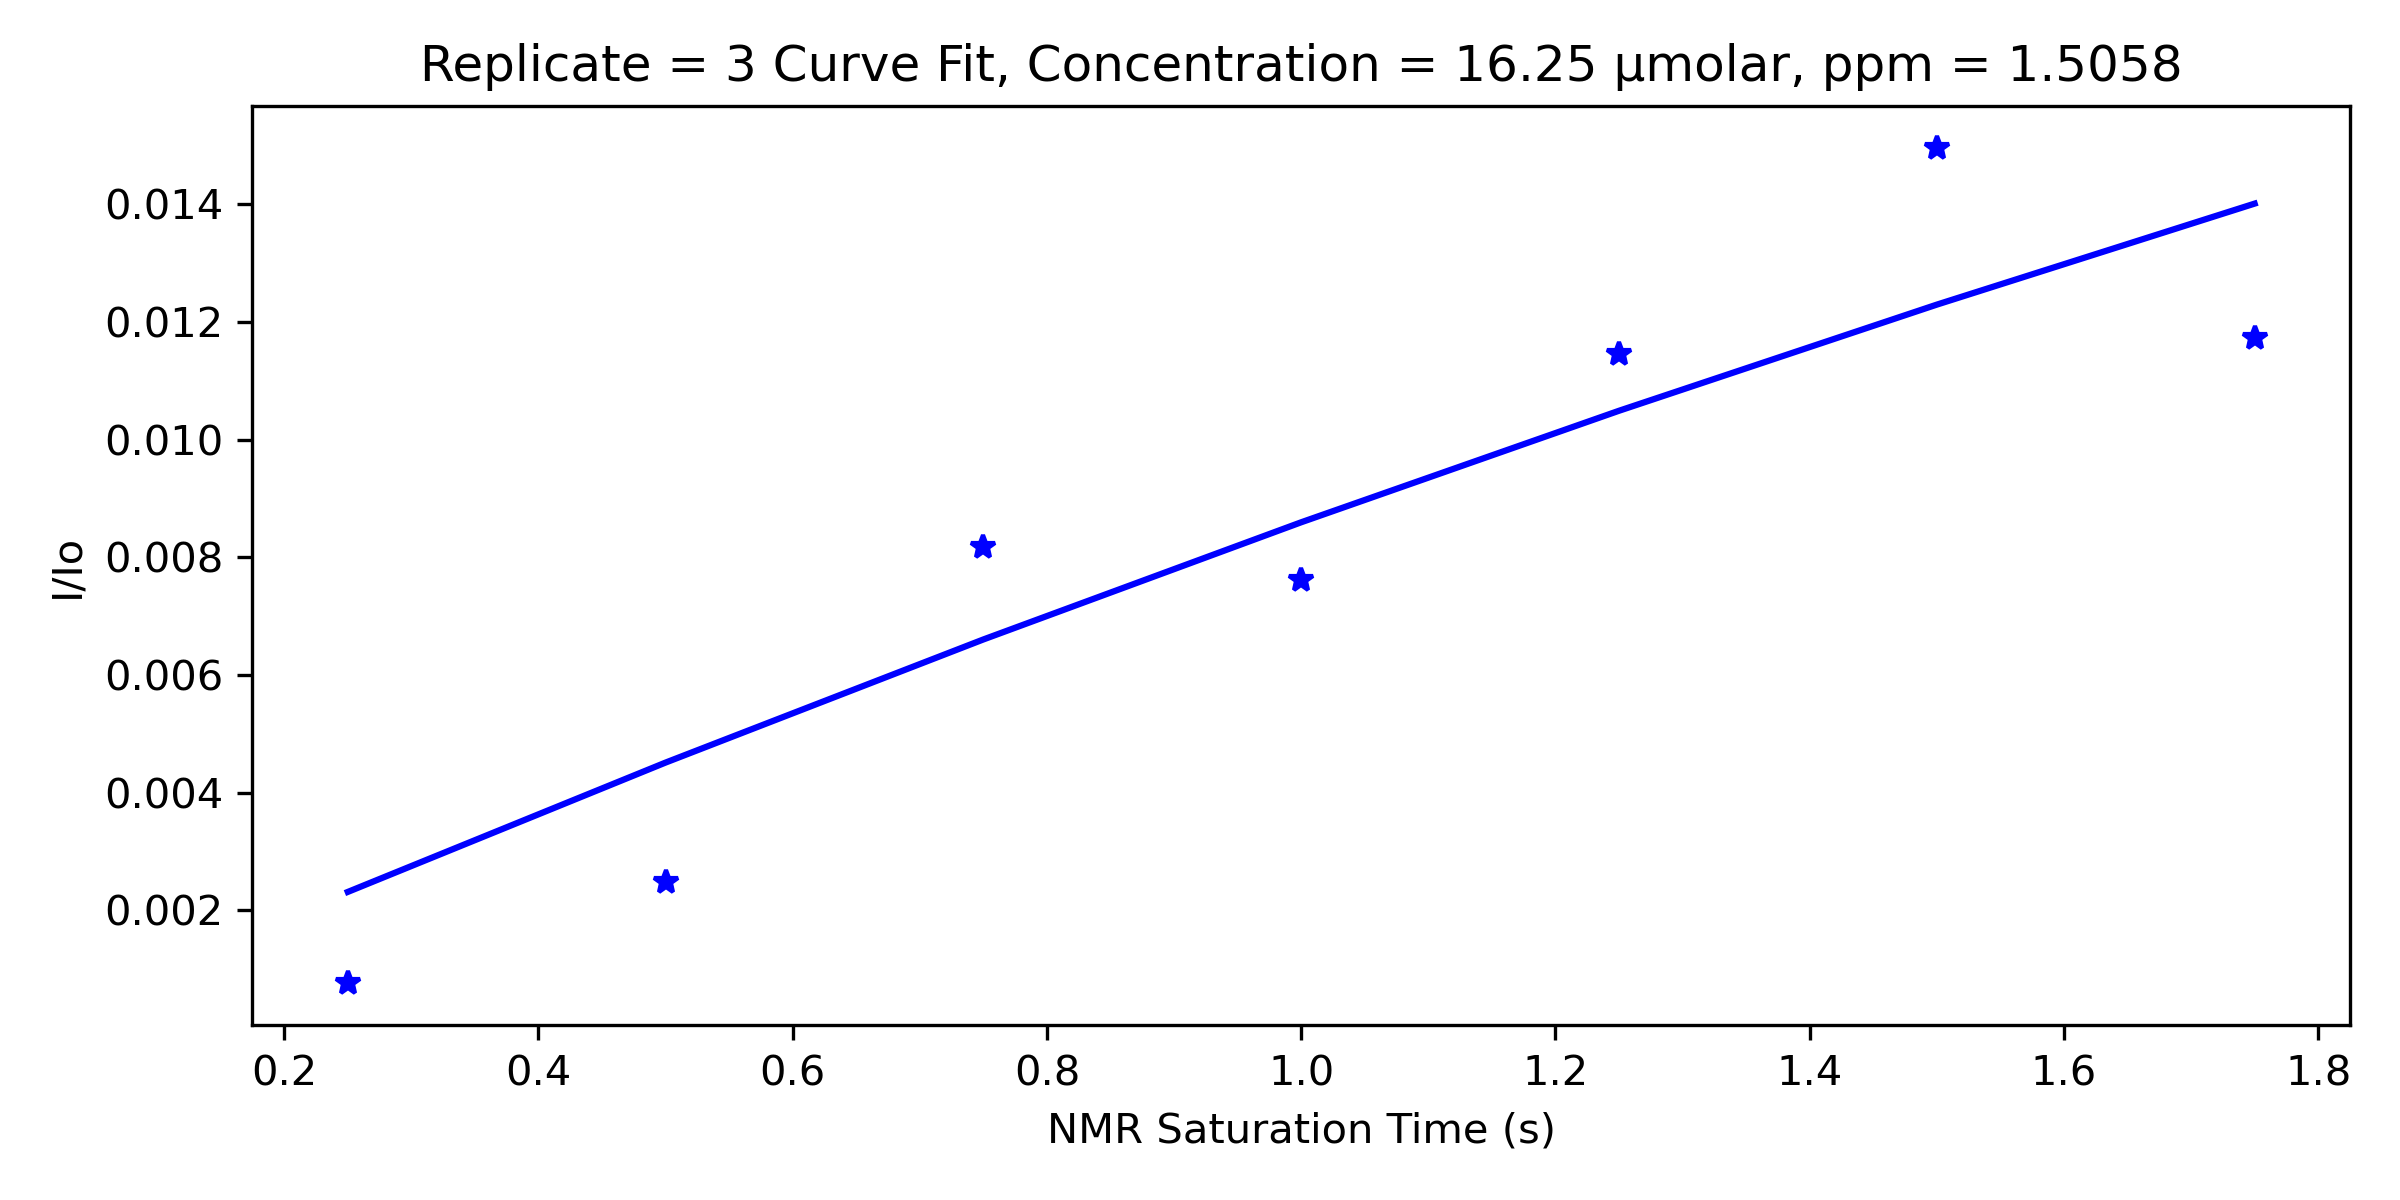 Replicate = 3 Curve Fit, Concentration = 16.25 µmolar, ppm = 1.5058
0.014
0.012
0.010
0.008
0.006
0.004
0.002
I/Io
0.2 0.4 0.6 0.8 1.0 1.2 1.4 1.6 1.8
NMR Saturation Time (s)